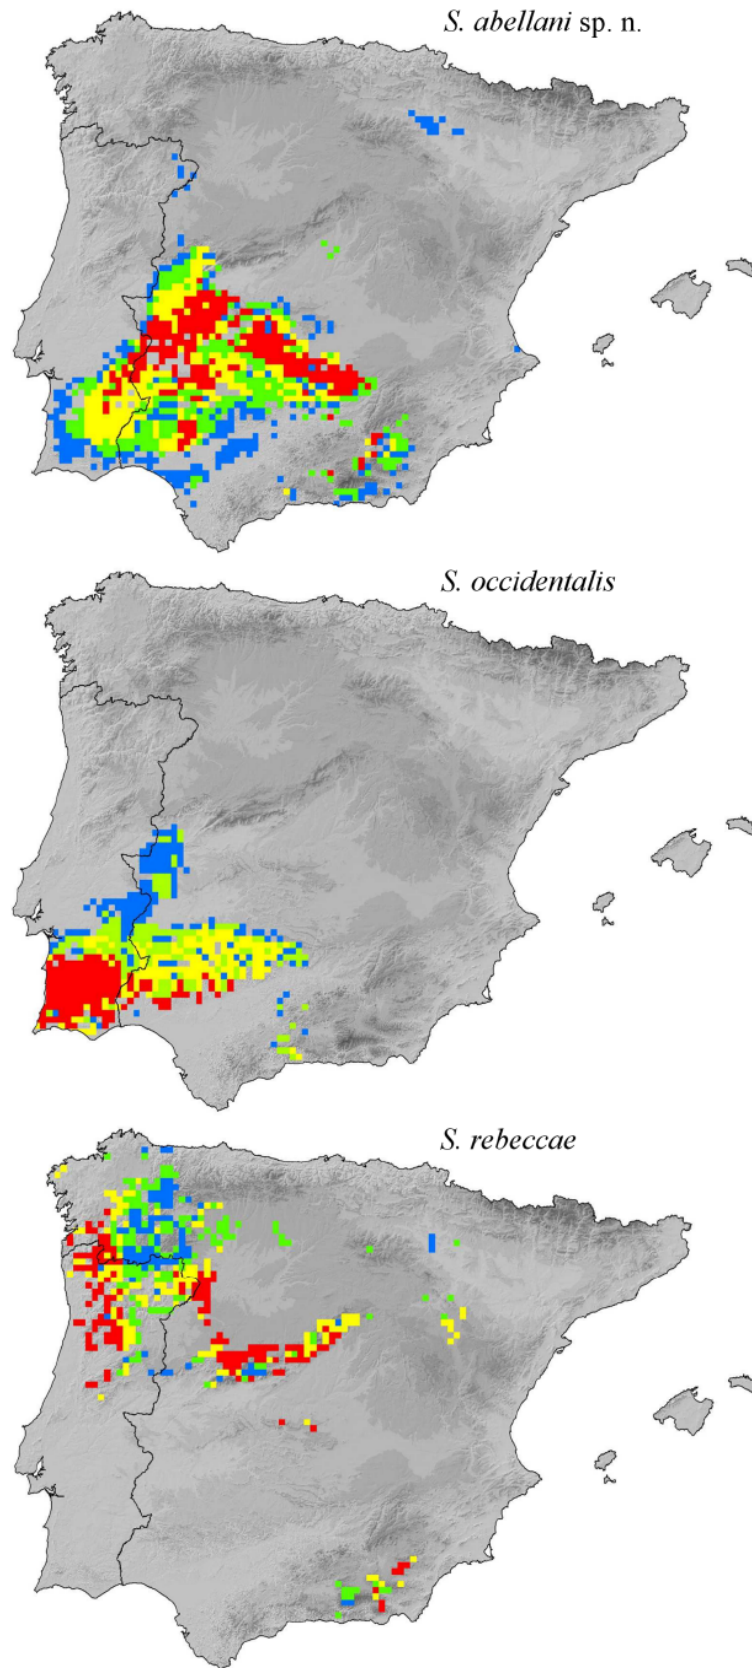 S. abellani sp. n.
S. occidentalis
S. rebeccae